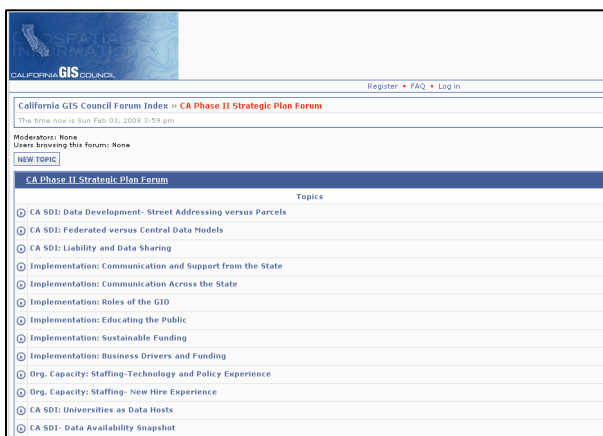 GEOSPATIAL
INFORMATION
CALIFORNIA GIS COUNCIL
Register • FAQ • Log in
California GIS Council Forum Index » CA Phase II Strategic Plan Forum
The time now is Sun Feb 03, 2008 3:59 pm
Moderators: None
Users browsing this forum: None
NEW TOPIC
CA Phase II Strategic Plan Forum
Topics
CA SDI: Data Development- Street Addressing versus Parcels
CA SDI: Federated versus Central Data Models
CA SDI: Liability and Data Sharing
Implementation: Communication and Support from the State
Implementation: Communication Across the State
Implementation: Roles of the GIO
Implementation: Educating the Public
Implementation: Sustainable Funding
Implementation: Business Drivers and Funding
Org. Capacity: Staffing-Technology and Policy Experience
Org. Capacity: Staffing- New Hire Experience
CA SDI: Universities as Data Hosts
CA SDI- Data Availability Snapshot